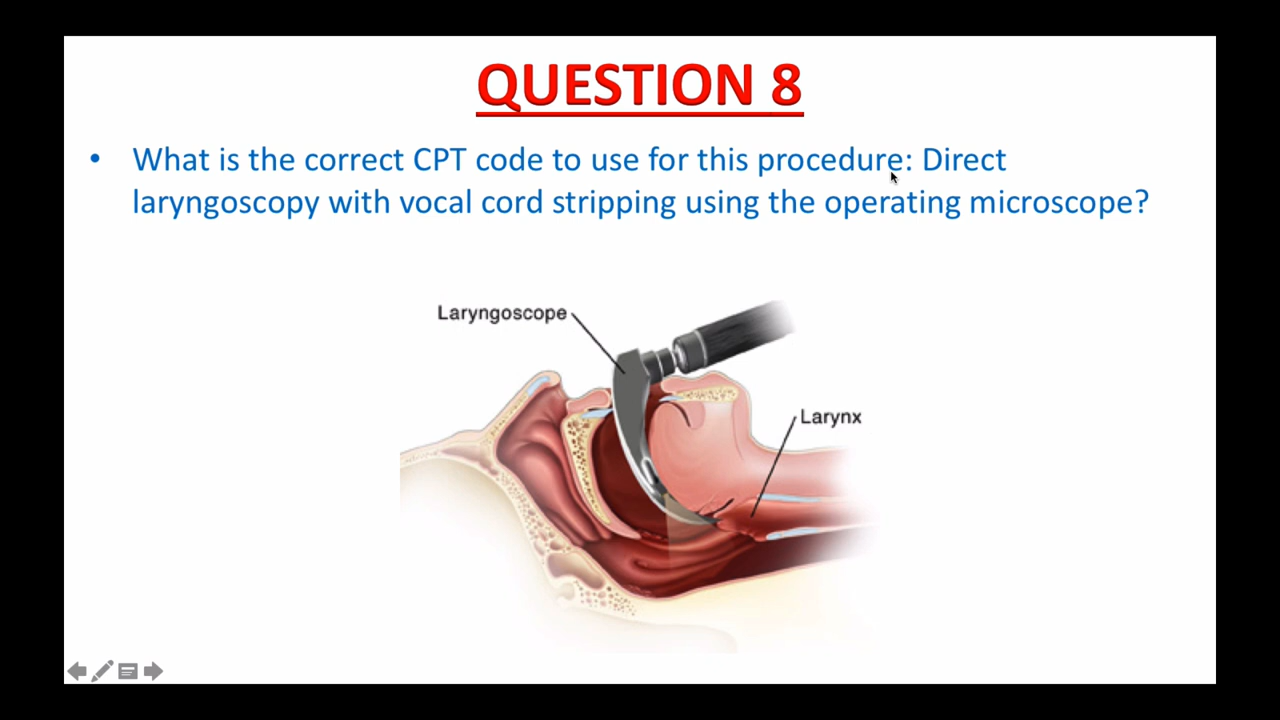 QUESTION 8
• What is the correct CPT code to use for this procedure: Direct
laryngoscopy with vocal cord stripping using the operating microscope?
Laryngoscope
Larynx